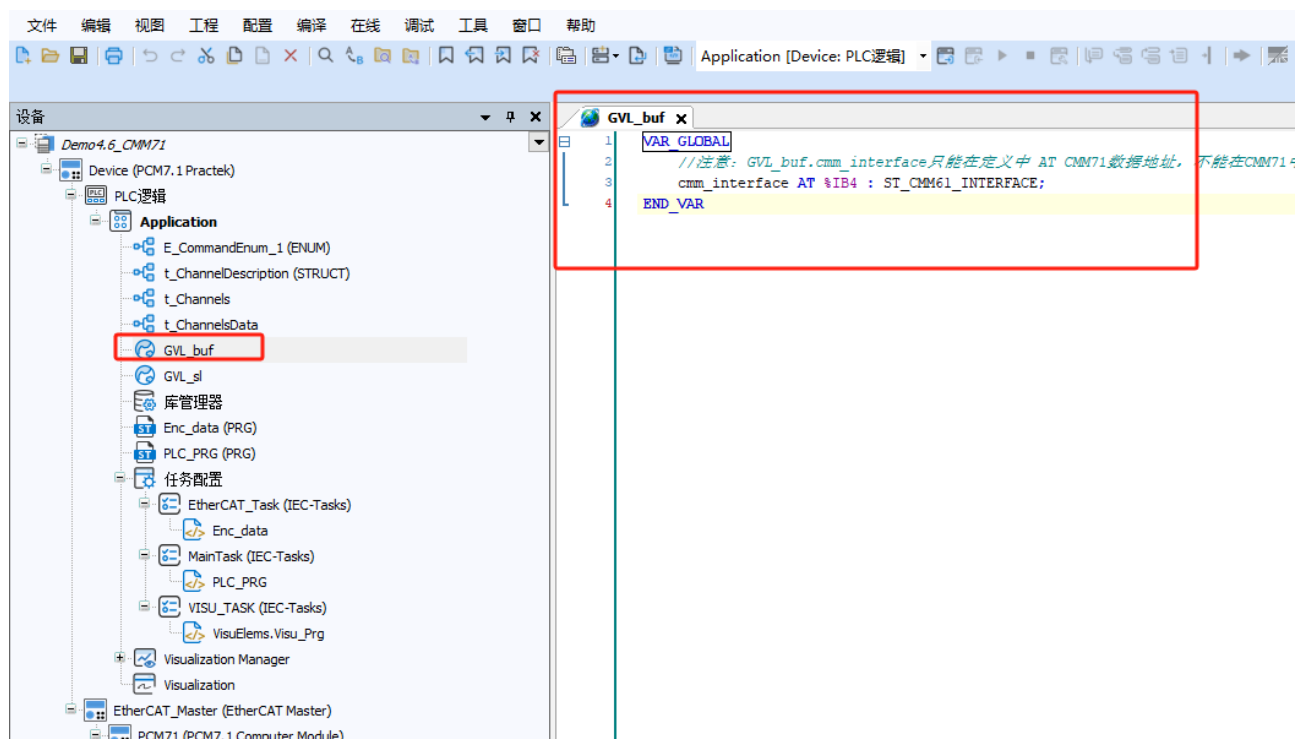 文件 编辑 视图 工程 配置 编译 在线 调试 工具 窗口 帮助
Application [Device: PLC逻辑]
设备
GVL_buf
Demo4.6_CMM71
Device (PCM7.1 Practek)
PLC逻辑
Application
E_CommandEnum_1 (ENUM)
t_ChannelDescription (STRUCT)
t_Channels
t_ChannelsData
GVL_buf
GVL_sl
库管理器
Enc_data (PRG)
PLC_PRG (PRG)
任务配置
EtherCAT_Task (IEC-Tasks)
Enc_data
MainTask (IEC-Tasks)
PLC_PRG
VISU_TASK (IEC-Tasks)
VisuElems.Visu_Prg
Visualization Manager
Visualization
EtherCAT_Master (EtherCAT Master)
PCM71 (PCM7.1 Computer Module)
1 VAR_GLOBAL
2 //注意：GVL_buf.cmm_interface只能在定义中 AT CMM71数据地址，不能在CMM71
3 cmm_interface AT %IB4 : ST_CMM61_INTERFACE;
4 END_VAR